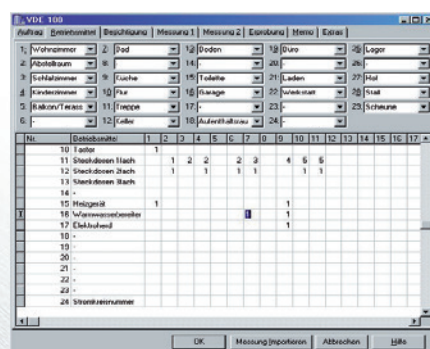 VDE 100
Auftrag Betriebsmittel Besichtigung Messung 1 Messung 2 Erprobung Memo Extras
1: Wohnzimmer 7: Bad 13: Boden 19: Büro 25: Lager
2: Abstellraum 8: 14: - 20: - 26: -
3: Schlafzimmer 9: Küche 15: Toilette 21: Laden 27: Hof
4: Kinderzimmer 10: Flur 16: Garage 22: Werkstatt 28: Stall
5: Balkon/Terass 11: Treppe 17: - 23: - 29: Scheune
6: - 12: Keller 18: Aufenthaltsrau 24: -
Nr. Betriebsmittel 1 2 3 4 5 6 7 8 9 10 11 12 13 14 15 16 17
10 Taster 1
11 Steckdosen 1fach 1 2 2 2 3 4 5 5
12 Steckdosen 2fach 1 1 1 1 1 1
13 Steckdosen 3fach
14 -
15 Heizgerät 1 1
16 Warmwasserbereiter 1 1
17 Elektroherd 1
18 -
19 -
20 -
21 -
22 -
23 -
24 Stromkreisnummer
OK Messung Importieren Abbrechen Hilfe